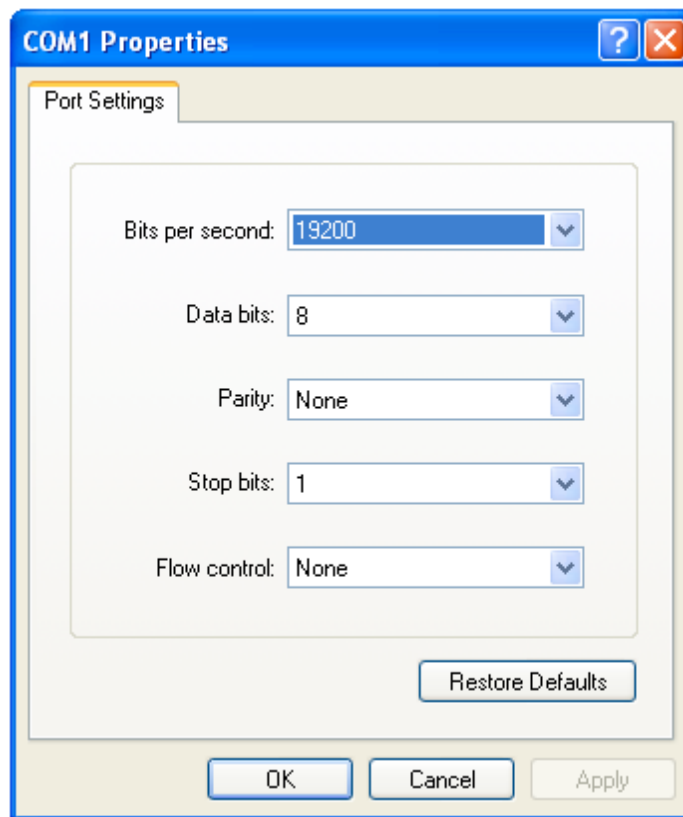 COM1 Properties
Port Settings
Bits per second: 19200
Data bits: 8
Parity: None
Stop bits: 1
Flow control: None
Restore Defaults
OK Cancel Apply